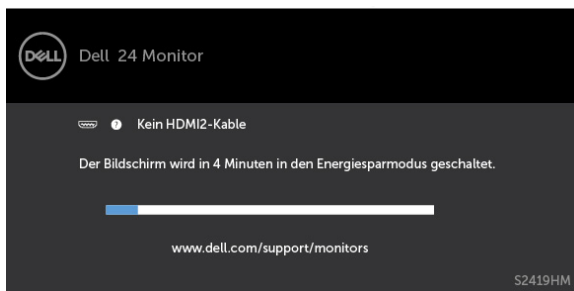 DELL Dell 24 Monitor
? Kein HDMI2-Kable
Der Bildschirm wird in 4 Minuten in den Energiesparmodus geschaltet.
www.dell.com/support/monitors
S2419HM